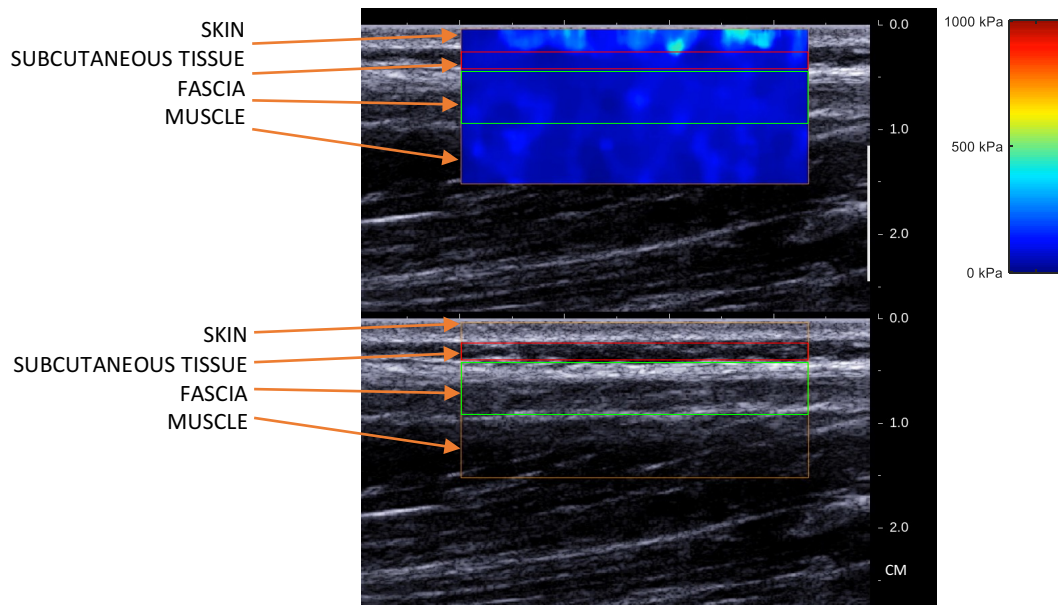 SKIN
SUBCUTANEOUS TISSUE
FASCIA
MUSCLE
0.0
1.0
2.0
1000 kPa
500 kPa
0 kPa
SKIN
SUBCUTANEOUS TISSUE
FASCIA
MUSCLE
0.0
1.0
2.0
CM